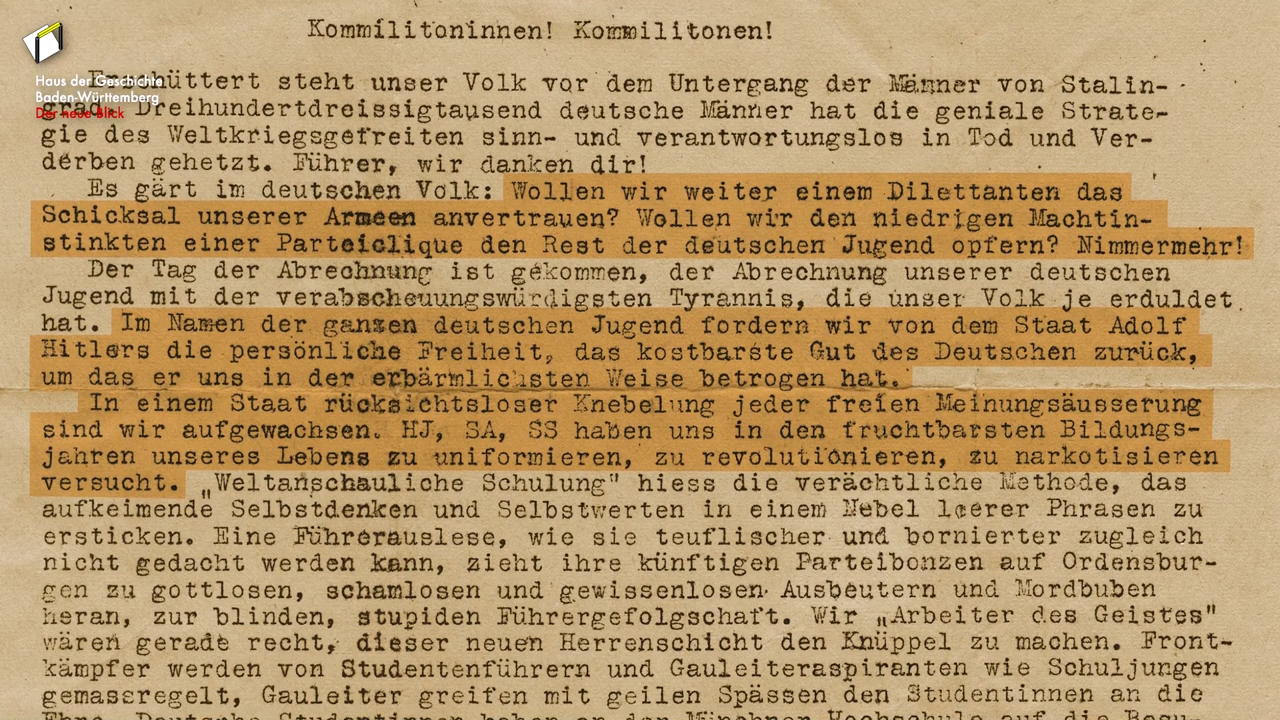 Kommilitoninnen! Kommilitonen!
Haus der Geschichte
Baden-Württemberg
Der neue Blick
Erschüttert steht unser Volk vor dem Untergang der Männer von Stalin-
grad. Dreihundertdreissigtausend deutsche Männer hat die geniale Strate-
gie des Weltkriegsgefreiten sinn- und verantwortungslos in Tod und Ver-
derben gehetzt. Führer, wir danken dir!
Es gärt im deutschen Volk: Wollen wir weiter einem Dilettanten das
Schicksal unserer Armeen anvertrauen? Wollen wir den niedrigen Machtin-
stinkten einer Parteiclique den Rest der deutschen Jugend opfern? Nimmermehr!
Der Tag der Abrechnung ist gekommen, der Abrechnung unserer deutschen
Jugend mit der verabscheuungswürdigsten Tyrannis, die unser Volk je erduldet
hat. Im Namen der ganzen deutschen Jugend fordern wir von dem Staat Adolf
Hitlers die persönliche Freiheit, das kostbarste Gut des Deutschen zurück,
um das er uns in der erbärmlichsten Weise betrogen hat.
In einem Staat rücksichtsloser Knebelung jeder freien Meinungsäusserung
sind wir aufgewachsen. HJ, SA, SS haben uns in den fruchtbarsten Bildungs-
jahren unseres Lebens zu uniformieren, zu revolutionieren, zu narkotisieren
versucht. „Weltanschauliche Schulung" hiess die verächtliche Methode, das
aufkeimende Selbstdenken und Selbstwerten in einem Nebel leerer Phrasen zu
ersticken. Eine Führerauslese, wie sie teuflischer und bornierter zugleich
nicht gedacht werden kann, zieht ihre künftigen Parteibonzen auf Ordensbur-
gen zu gottlosen, schamlosen und gewissenlosen Ausbeutern und Mordbuben
heran, zur blinden, stupiden Führergefolgschaft. Wir „Arbeiter des Geistes"
wären gerade recht, dieser neuen Herrenschicht den Knüppel zu machen. Front-
kämpfer werden von Studentenführern und Gauleiteraspiranten wie Schuljungen
gemassregelt, Gauleiter greifen mit geilen Spässen den Studentinnen an die
Ehre. Deutsche Studentinnen haben an der Münchner Hochschule auf die